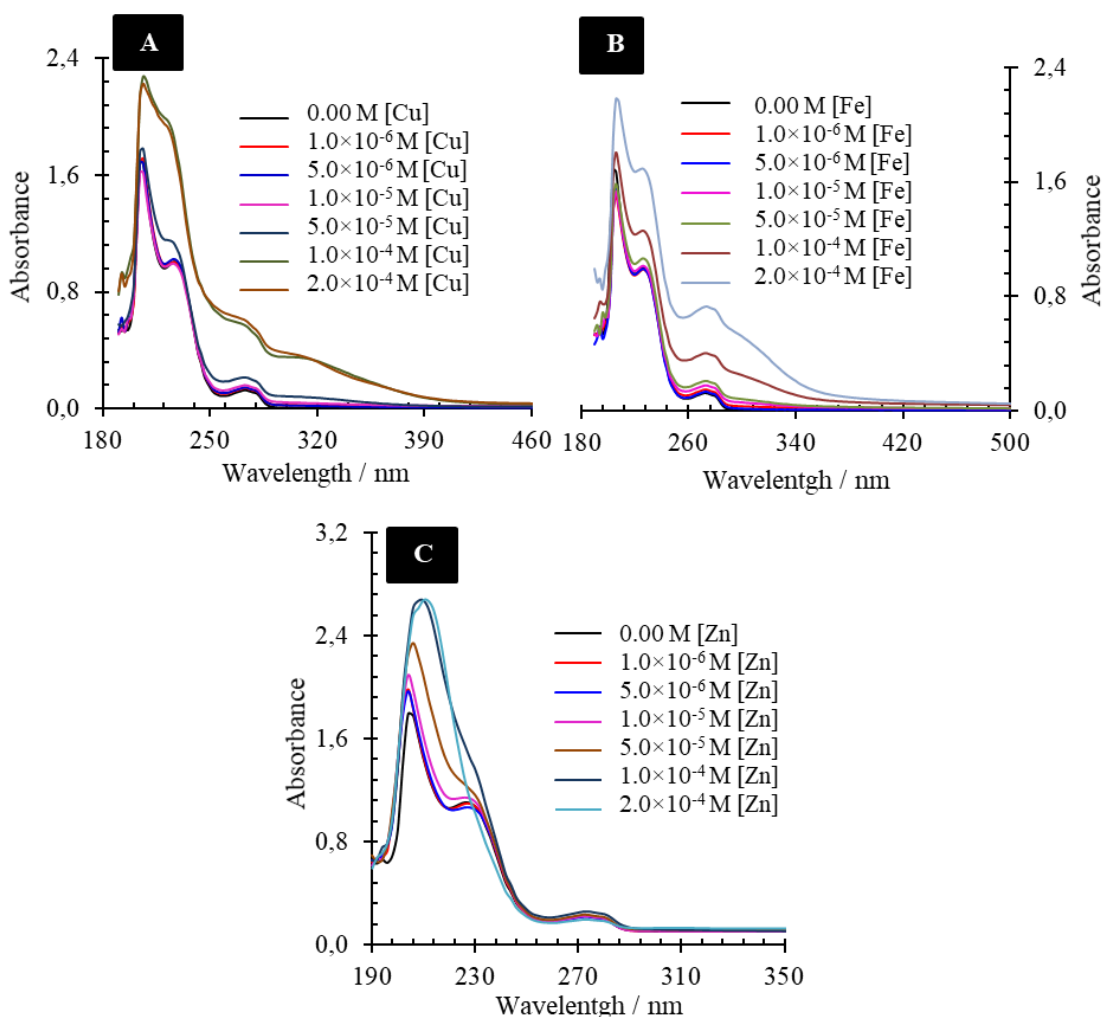 A
2,4
1,6
0,8
0,0
180
250
320
390
460
Absorbance
Wavelength / nm
0.00 M [Cu]
1.0×10⁻⁶ M [Cu]
5.0×10⁻⁶ M [Cu]
1.0×10⁻⁵ M [Cu]
5.0×10⁻⁵ M [Cu]
1.0×10⁻⁴ M [Cu]
2.0×10⁻⁴ M [Cu]
B
2,4
1,6
0,8
0,0
180
260
340
420
500
Absorbance
Wavelentgh / nm
0.00 M [Fe]
1.0×10⁻⁶ M [Fe]
5.0×10⁻⁶ M [Fe]
1.0×10⁻⁵ M [Fe]
5.0×10⁻⁵ M [Fe]
1.0×10⁻⁴ M [Fe]
2.0×10⁻⁴ M [Fe]
C
3,2
2,4
1,6
0,8
0,0
190
230
270
310
350
Absorbance
Wavelentgh / nm
0.00 M [Zn]
1.0×10⁻⁶ M [Zn]
5.0×10⁻⁶ M [Zn]
1.0×10⁻⁵ M [Zn]
5.0×10⁻⁵ M [Zn]
1.0×10⁻⁴ M [Zn]
2.0×10⁻⁴ M [Zn]